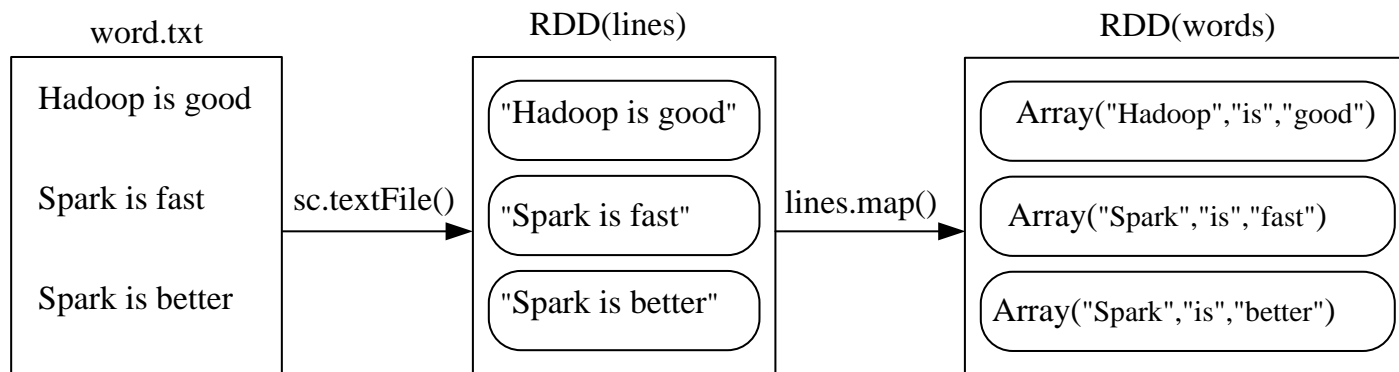 word.txt
Hadoop is good
Spark is fast
Spark is better
sc.textFile()
RDD(lines)
"Hadoop is good"
"Spark is fast"
"Spark is better"
lines.map()
RDD(words)
Array("Hadoop","is","good")
Array("Spark","is","fast")
Array("Spark","is","better")